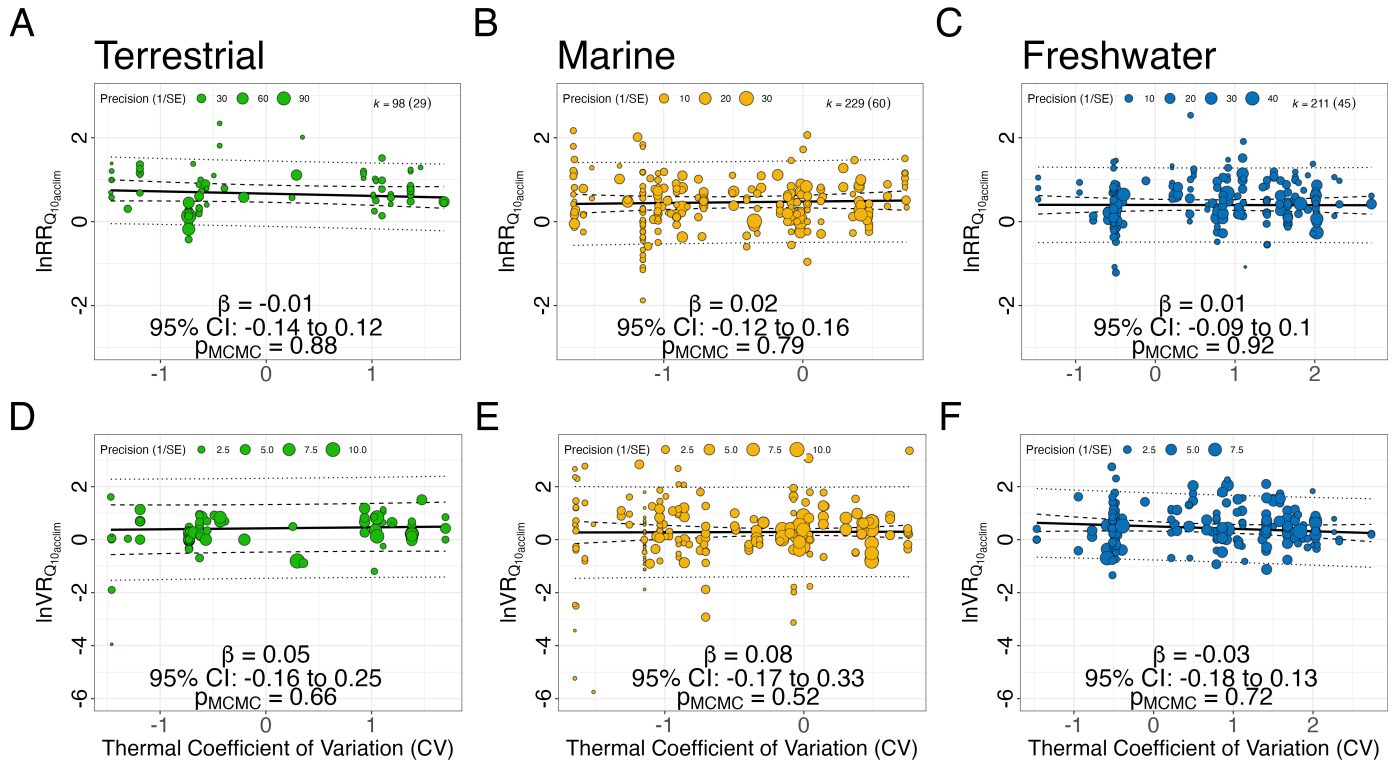 A
Terrestrial
Precision (1/SE) 30 60 90
k = 98 (29)
lnRRQ10acclim
2
0
-2
β = -0.01
95% CI: -0.14 to 0.12
pMCMC = 0.88
-1 0 1
B
Marine
Precision (1/SE) 10 20 30
k = 229 (60)
lnRRQ10acclim
2
0
-2
β = 0.02
95% CI: -0.12 to 0.16
pMCMC = 0.79
-1 0
C
Freshwater
Precision (1/SE) 10 20 30 40
k = 211 (45)
lnRRQ10acclim
2
0
-2
β = 0.01
95% CI: -0.09 to 0.1
pMCMC = 0.92
-1 0 1 2
D
Precision (1/SE) 2.5 5.0 7.5 10.0
lnVRQ10acclim
2
0
-2
-4
-6
β = 0.05
95% CI: -0.16 to 0.25
pMCMC = 0.66
-1 0 1
Thermal Coefficient of Variation (CV)
E
Precision (1/SE) 2.5 5.0 7.5 10.0
lnVRQ10acclim
2
0
-2
-4
-6
β = 0.08
95% CI: -0.17 to 0.33
pMCMC = 0.52
-1 0
Thermal Coefficient of Variation (CV)
F
Precision (1/SE) 2.5 5.0 7.5
lnVRQ10acclim
2
0
-2
-4
-6
β = -0.03
95% CI: -0.18 to 0.13
pMCMC = 0.72
-1 0 1 2
Thermal Coefficient of Variation (CV)